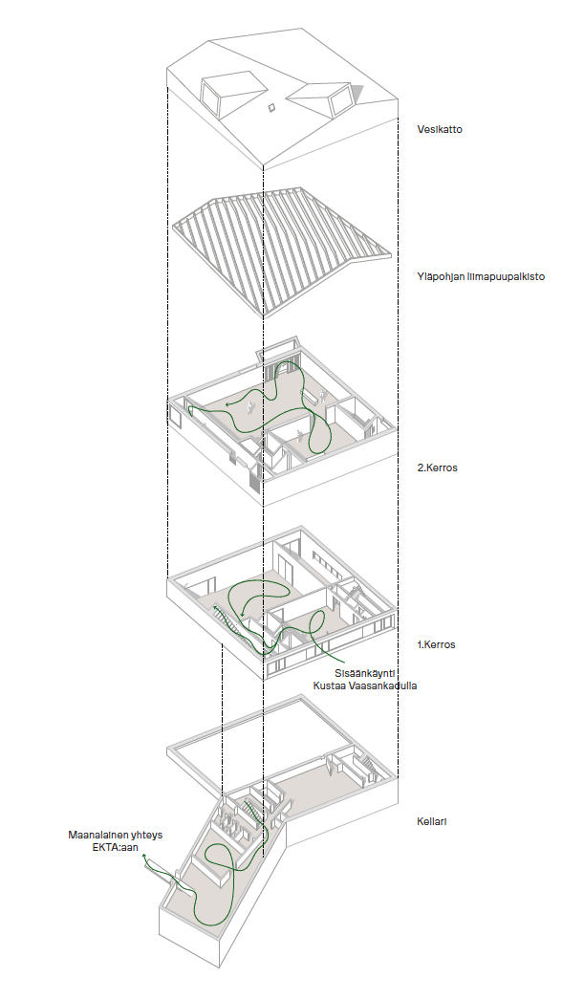 Vesikatto
Yläpohjan liimapuupalkisto
2.Kerros
1.Kerros
Sisäänkäynti
Kustaa Vaasankadulla
Kellari
Maanalainen yhteys
EKTA:aan